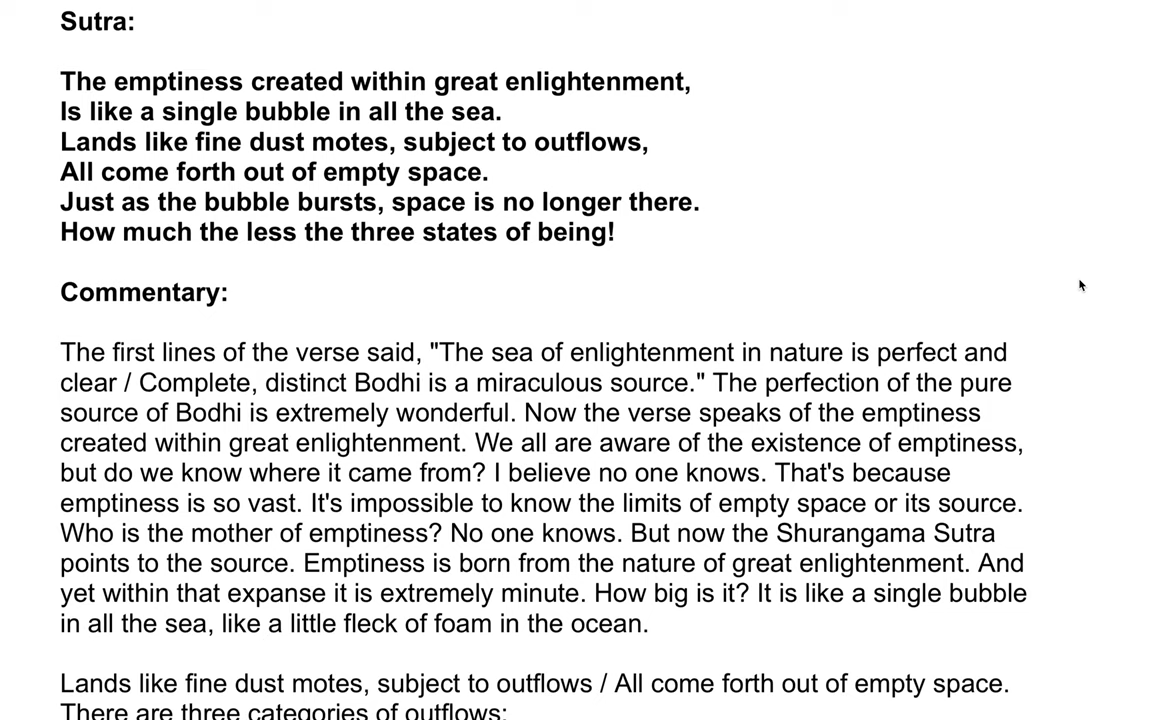 Sutra:
The emptiness created within great enlightenment,
Is like a single bubble in all the sea.
Lands like fine dust motes, subject to outflows,
All come forth out of empty space.
Just as the bubble bursts, space is no longer there.
How much the less the three states of being!
Commentary:
The first lines of the verse said, "The sea of enlightenment in nature is perfect and
clear / Complete, distinct Bodhi is a miraculous source." The perfection of the pure
source of Bodhi is extremely wonderful. Now the verse speaks of the emptiness
created within great enlightenment. We all are aware of the existence of emptiness,
but do we know where it came from? I believe no one knows. That's because
emptiness is so vast. It's impossible to know the limits of empty space or its source.
Who is the mother of emptiness? No one knows. But now the Shurangama Sutra
points to the source. Emptiness is born from the nature of great enlightenment. And
yet within that expanse it is extremely minute. How big is it? It is like a single bubble
in all the sea, like a little fleck of foam in the ocean.
Lands like fine dust motes, subject to outflows / All come forth out of empty space.
There are three categories of outflows: